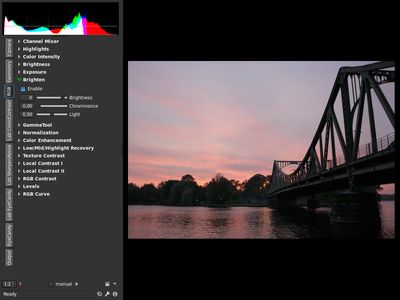 Camera
Geometry
RGB
Lab Color/Contrast
Lab Sharpen/Noise
Lab EyeCandy
EyeCandy
Output
Channel Mixer
Highlights
Color Intensity
Brightness
Exposure
Brighten
Enable
0 Brightness
0,00 Chrominance
0,50 Light
GammaTool
Normalization
Color Enhancement
Low/Mid/Highlight Recovery
Texture Contrast
Local Contrast I
Local Contrast II
RGB Contrast
Levels
RGB Curve
1:2 manual
Ready